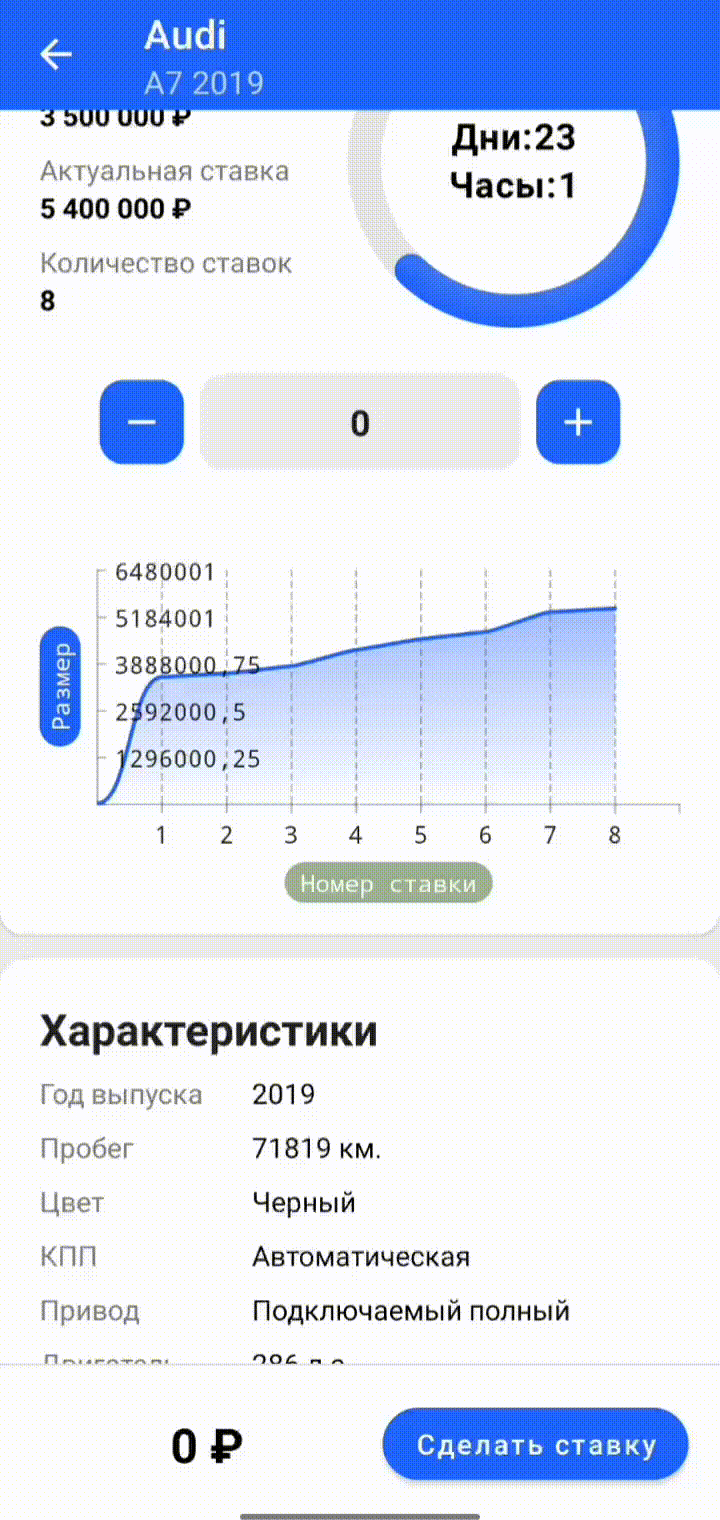 Audi
A7 2019
3 500 000 ₽
Дни:23
Часы:1
Актуальная ставка
5 400 000 ₽
Количество ставок
8
0
6480001
5184001
3888000,75
2592000,5
1296000,25
Размер
1 2 3 4 5 6 7 8
Номер ставки
Характеристики
Год выпуска 2019
Пробег 71819 км.
Цвет Черный
КПП Автоматическая
Привод Подключаемый полный
Двигатель 286 л.с.
0 ₽
Сделать ставку